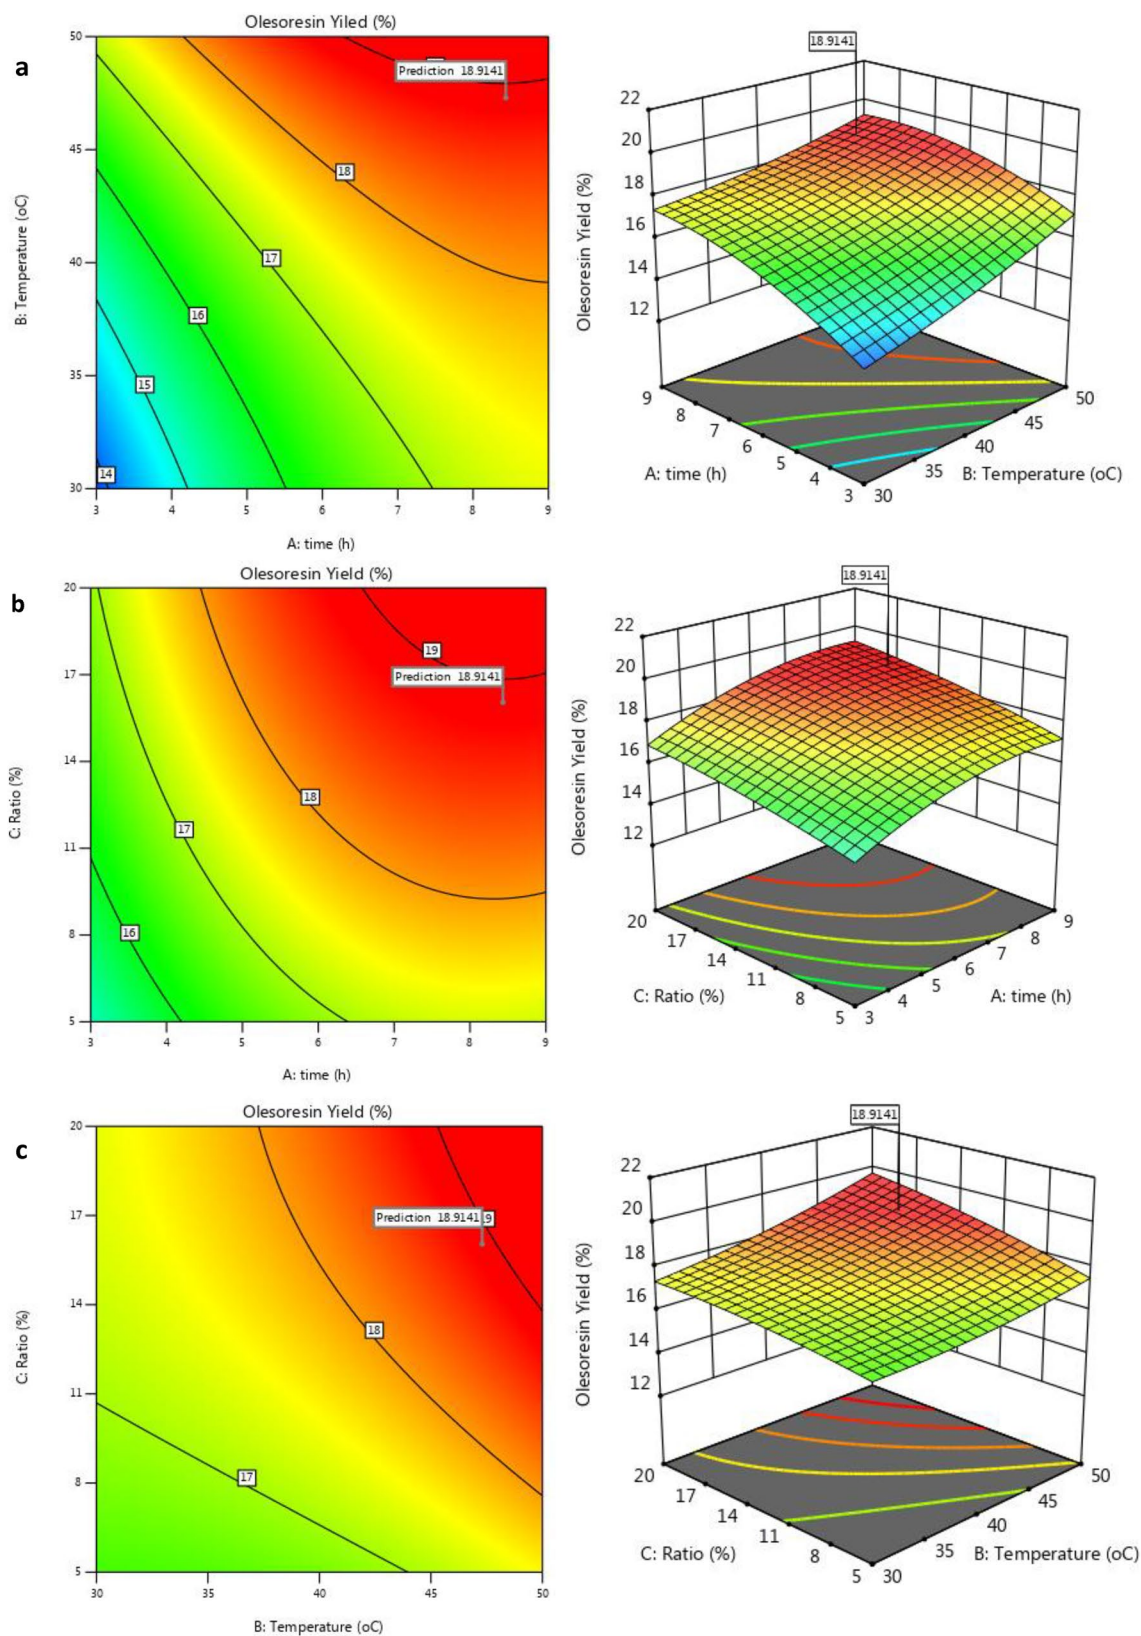 a
Olesoresin Yiled (%)
50
45
40
35
30
B: Temperature (oC)
Prediction 18.9141
18
17
16
15
14
3 4 5 6 7 8 9
A: time (h)
18.9141
22
20
18
16
14
12
Olesoresin Yield (%)
9 8 7 6 5 4 3
A: time (h)
30 35 40 45 50
B: Temperature (oC)
b
Olesoresin Yield (%)
20
17
14
11
8
5
C: Ratio (%)
19
Prediction 18.9141
18
17
16
3 4 5 6 7 8 9
A: time (h)
18.9141
22
20
18
16
14
12
Olesoresin Yield (%)
20 17 14 11 8 5
C: Ratio (%)
3 4 5 6 7 8 9
A: time (h)
c
Olesoresin Yield (%)
20
17
14
11
8
5
C: Ratio (%)
Prediction 18.9141
18
17
30 35 40 45 50
B: Temperature (oC)
18.9141
22
20
18
16
14
12
Olesoresin Yield (%)
20 17 14 11 8 5
C: Ratio (%)
30 35 40 45 50
B: Temperature (oC)